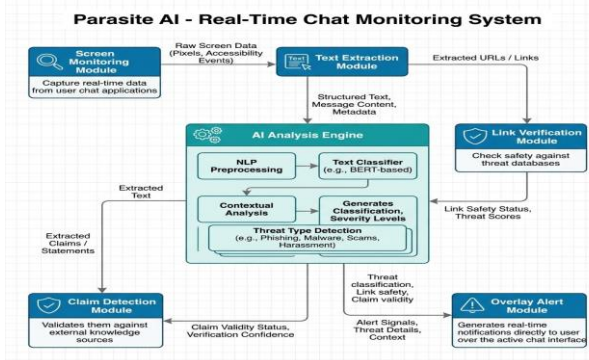 Parasite AI - Real-Time Chat Monitoring System
Screen
Monitoring
Module
Capture real-time data
from user chat applications
Raw Screen Data
(Pixels, Accessibility
Events)
Text
Text Extraction
Module
Extracted URLs / Links
Structured Text,
Message Content,
Metadata
AI Analysis Engine
NLP
Preprocessing
Text Classifier
(e.g., BERT-based)
Contextual
Analysis
Generates
Classification,
Severity Levels
Threat Type Detection
(e.g., Phishing, Malware, Scams,
Harassment)
Link Verification
Module
Check safety against
threat databases
Extracted
Text
Link Safety Status,
Threat Scores
Extracted
Claims /
Statements
Threat
classification,
Link safety,
Claim validity
Claim Detection
Module
Validates them against
external knowledge
sources
Claim Validity Status,
Verification Confidence
Alert Signals,
Threat Details,
Context
Overlay Alert
Module
Generates real-time
notifications directly to user
over the active chat interface